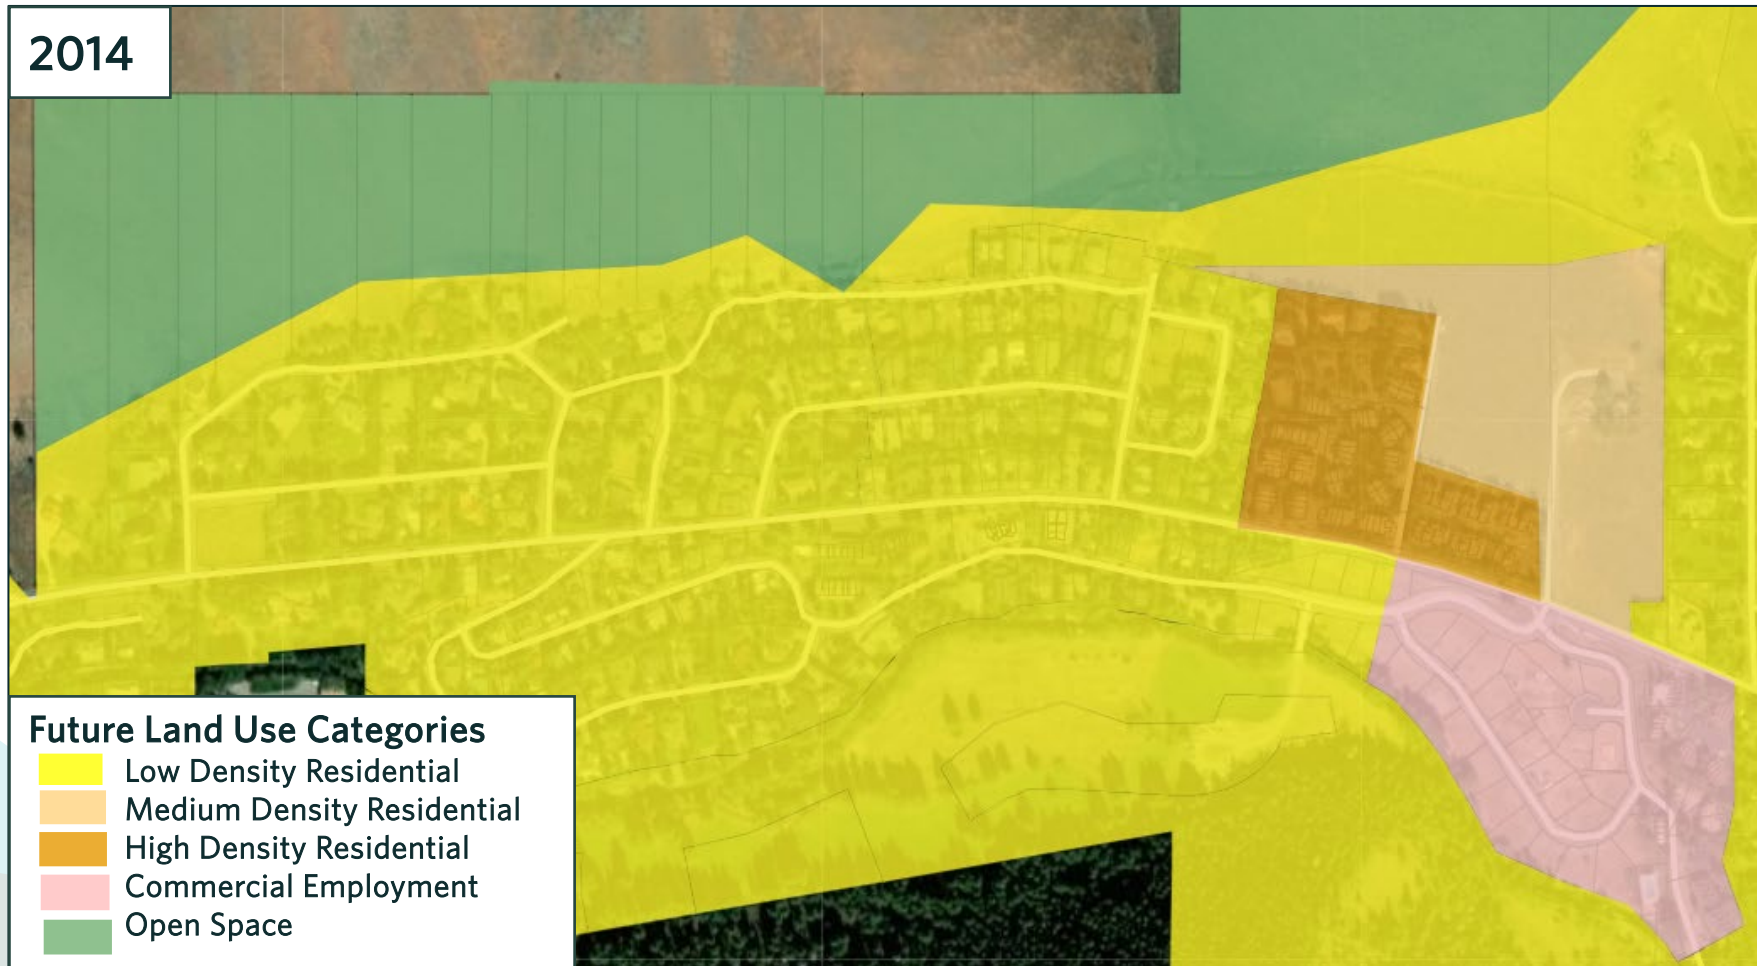 2014
Future Land Use Categories
Low Density Residential
Medium Density Residential
High Density Residential
Commercial Employment
Open Space